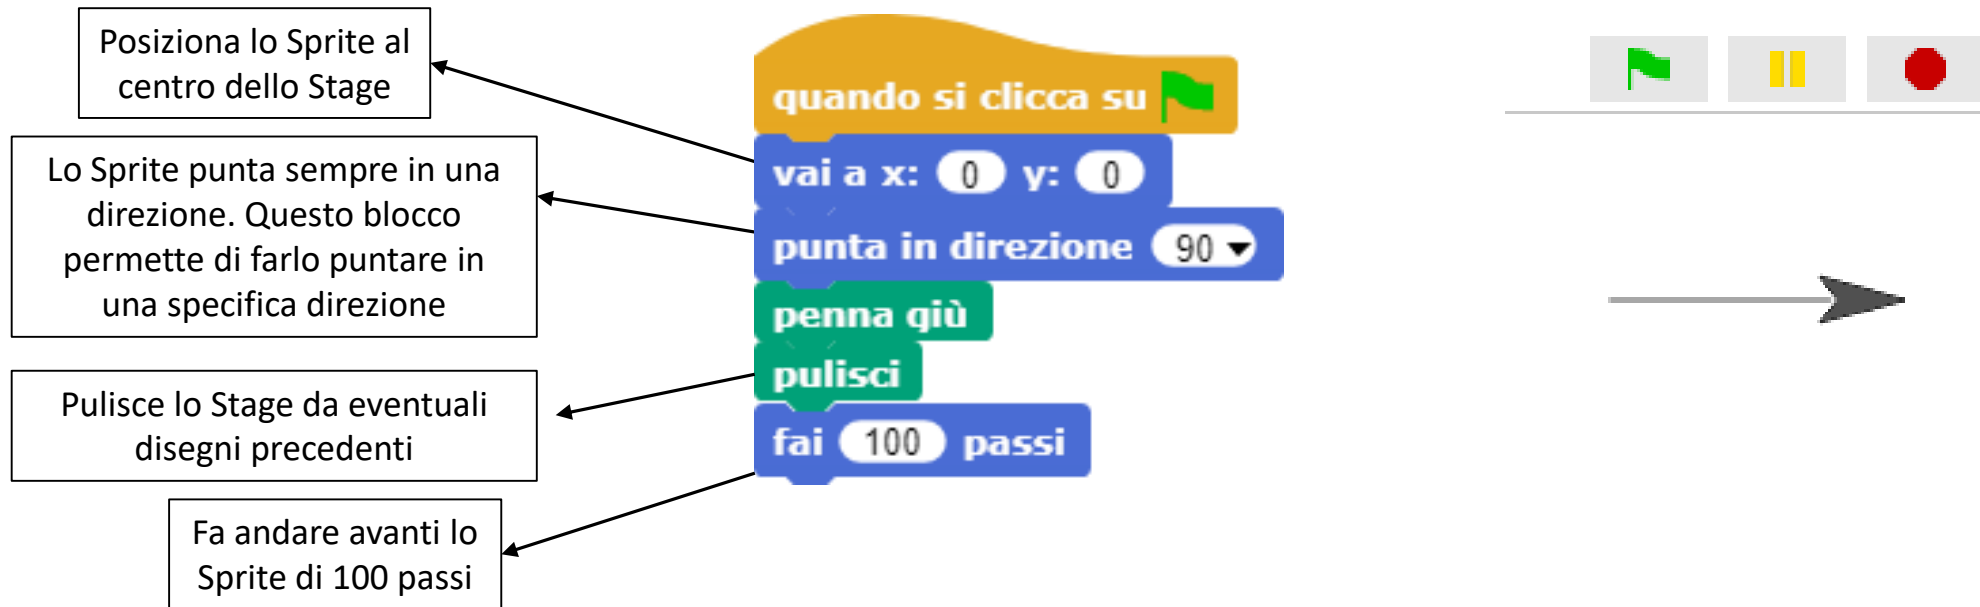 Posiziona lo Sprite al
centro dello Stage
Lo Sprite punta sempre in una
direzione. Questo blocco
permette di farlo puntare in
una specifica direzione
Pulisce lo Stage da eventuali
disegni precedenti
Fa andare avanti lo
Sprite di 100 passi
quando si clicca su
vai a x: 0 y: 0
punta in direzione 90
penna giù
pulisci
fai 100 passi